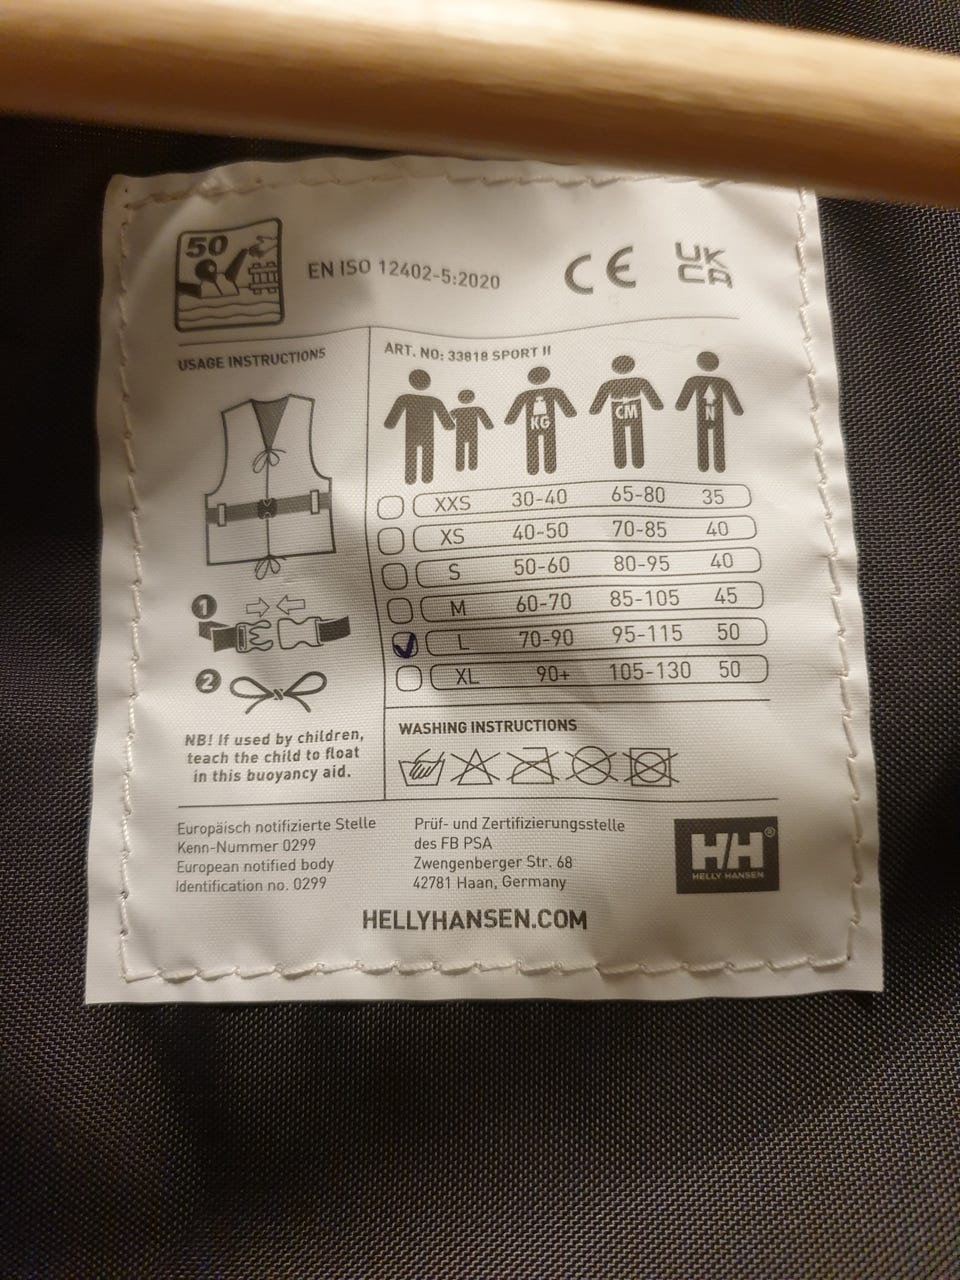 50
EN ISO 12402-5:2020
CE
UK
CA
USAGE INSTRUCTIONS
1
2
NB! If used by children,
teach the child to float
in this buoyancy aid.
ART. NO: 33818 SPORT II
KG CM N
XXS 30-40 65-80 35
XS 40-50 70-85 40
S 50-60 80-95 40
M 60-70 85-105 45
L 70-90 95-115 50
XL 90+ 105-130 50
WASHING INSTRUCTIONS
Europäisch notifizierte Stelle
Kenn-Nummer 0299
European notified body
Identification no. 0299
Prüf- und Zertifizierungsstelle
des FB PSA
Zwengenberger Str. 68
42781 Haan, Germany
H/H®
HELLY HANSEN
HELLYHANSEN.COM